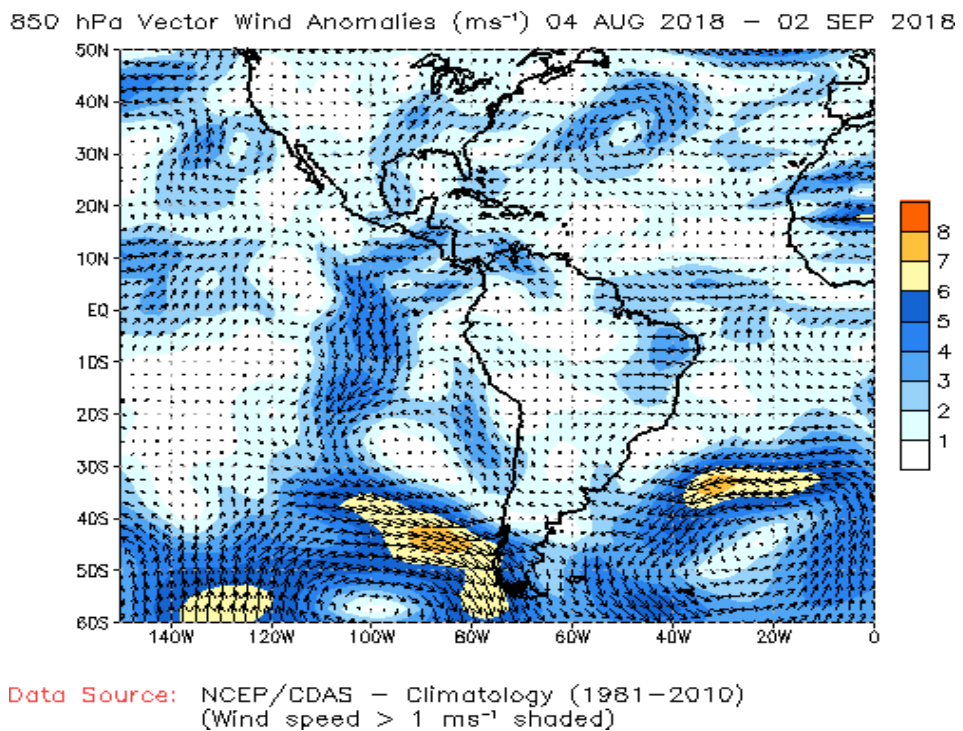 850 hPa Vector Wind Anomalies (ms⁻¹) 04 AUG 2018 – 02 SEP 2018
50N
40N
30N
20N
10N
EQ
10S
20S
30S
40S
50S
60S
140W 120W 100W 80W 60W 40W 20W 0
8
7
6
5
4
3
2
1
Data Source: NCEP/CDAS – Climatology (1981–2010)
(Wind speed > 1 ms⁻¹ shaded)